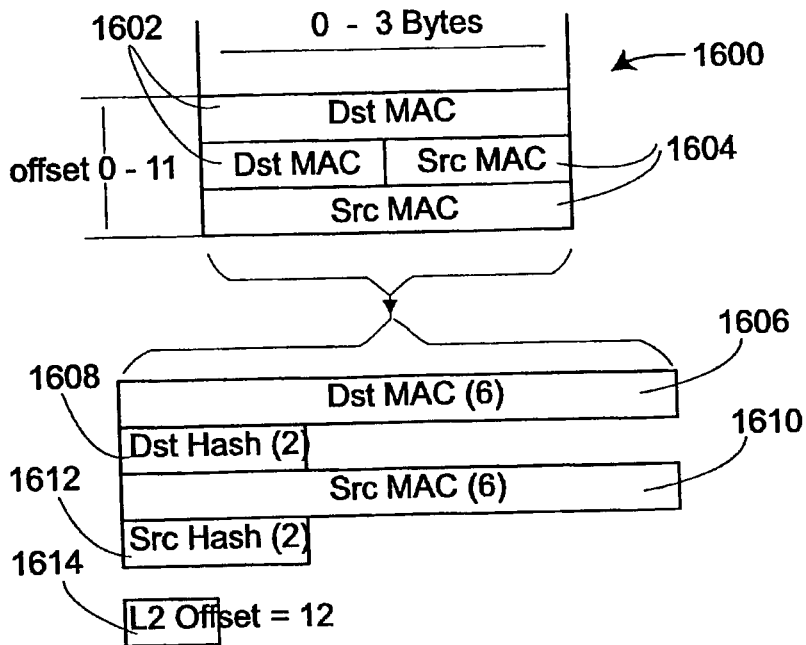 1602
0 - 3 Bytes
1600
Dst MAC
offset 0 - 11
Dst MAC
Src MAC
1604
Src MAC
1606
1608
Dst MAC (6)
Dst Hash (2)
1610
1612
Src MAC (6)
Src Hash (2)
1614
L2 Offset = 12